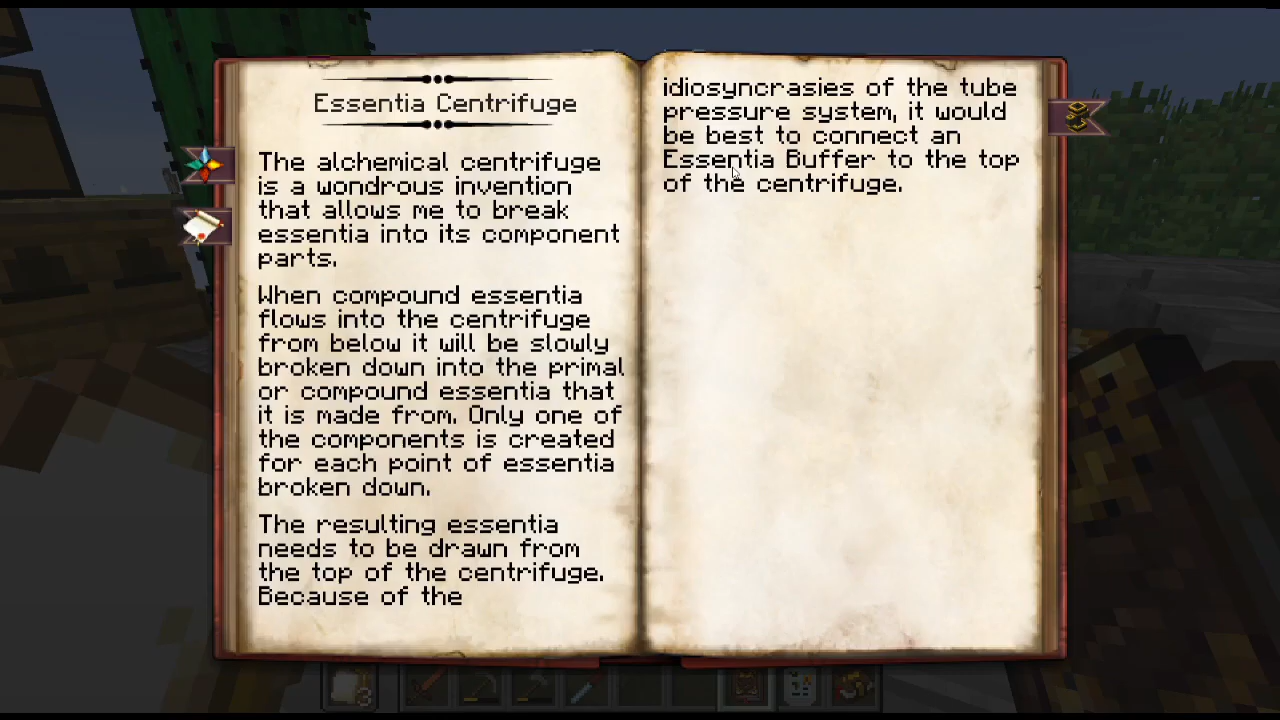 Essentia Centrifuge
The alchemical centrifuge
is a wondrous invention
that allows me to break
essentia into its component
parts.
When compound essentia
flows into the centrifuge
from below it will be slowly
broken down into the primal
or compound essentia that
it is made from. Only one of
the components is created
for each point of essentia
broken down.
The resulting essentia
needs to be drawn from
the top of the centrifuge.
Because of the
idiosyncrasies of the tube
pressure system, it would
be best to connect an
Essentia Buffer to the top
of the centrifuge.